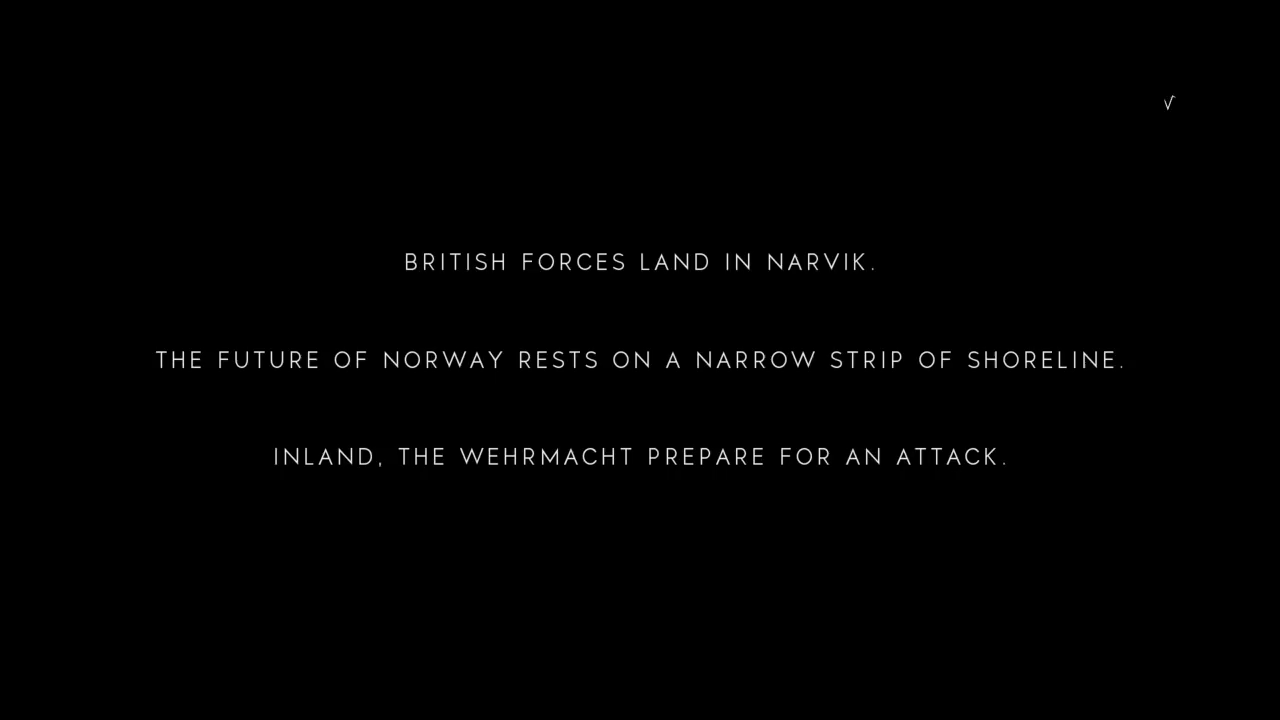 BRITISH FORCES LAND IN NARVIK.
THE FUTURE OF NORWAY RESTS ON A NARROW STRIP OF SHORELINE.
INLAND, THE WEHRMACHT PREPARE FOR AN ATTACK.